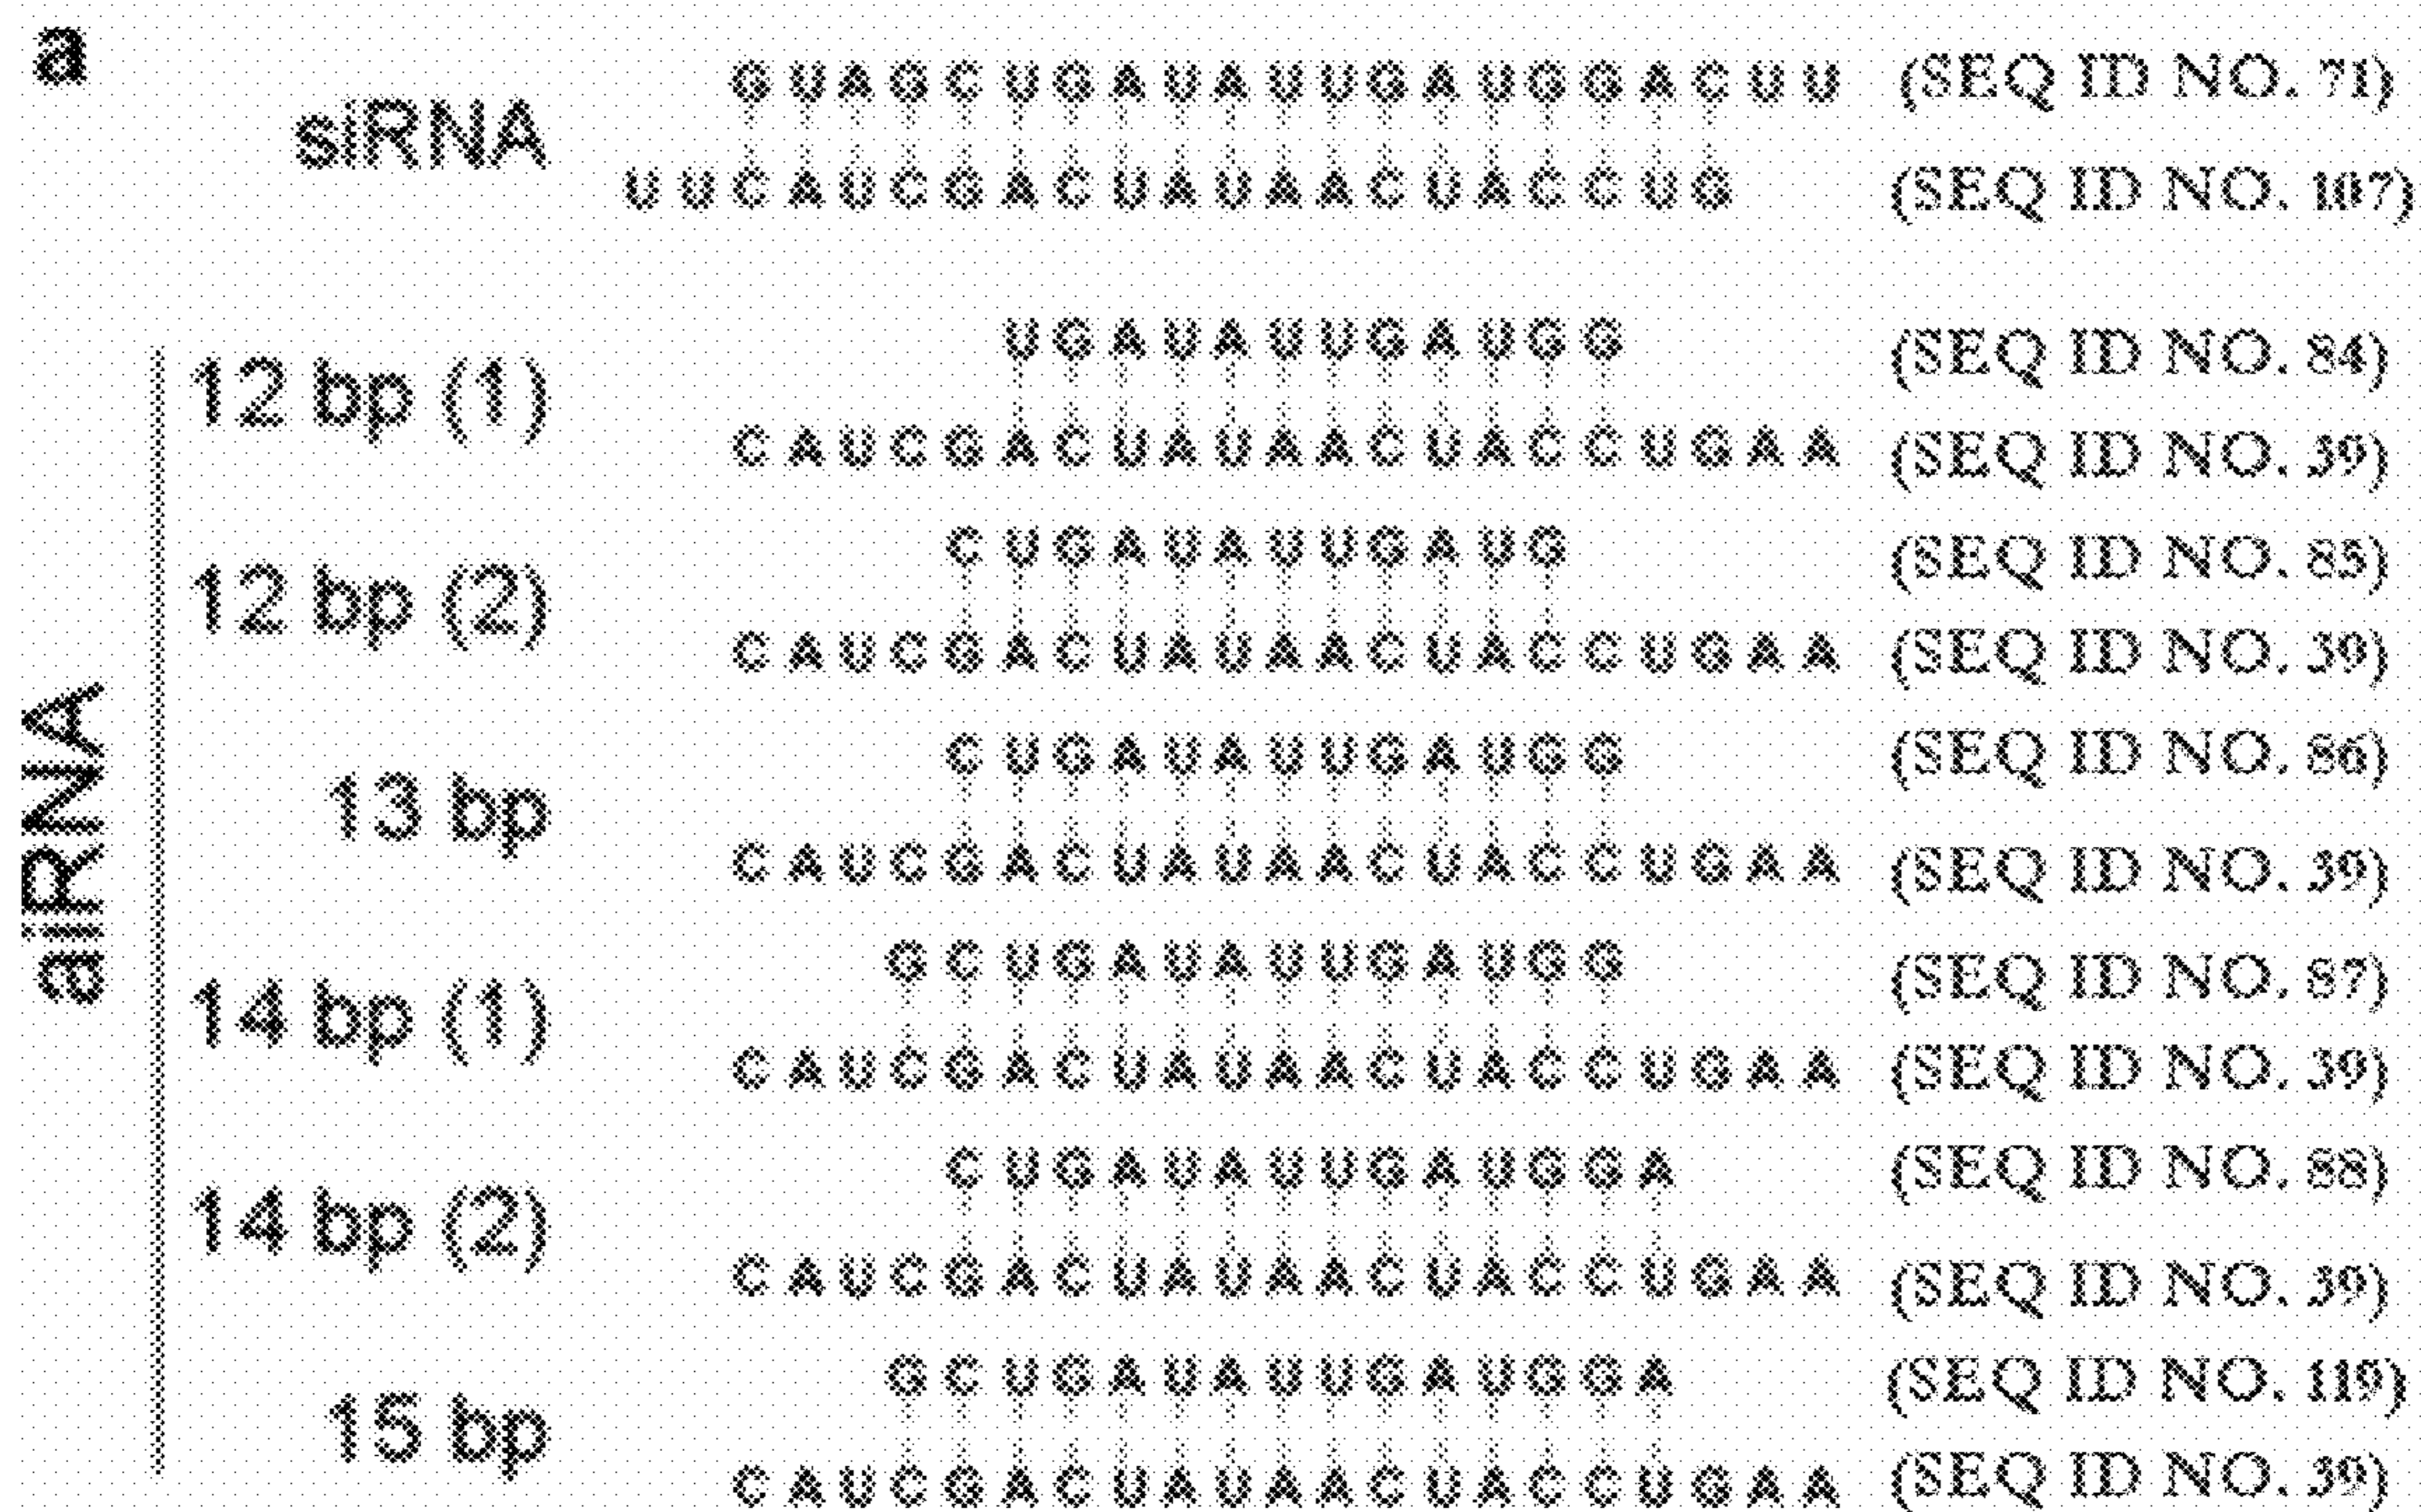 a
siRNA
G U A G C U G A U A U U G A U G G A C U U (SEQ ID NO. 71)
U U C A U C G A C U A U A A C U A C C U G (SEQ ID NO. 107)
aiRNA
12 bp (1)
U G A U A U U G A U G G (SEQ ID NO. 84)
C A U C G A C U A U A A C U A C C U G A A (SEQ ID NO. 39)
12 bp (2)
C U G A U A U U G A U G (SEQ ID NO. 85)
C A U C G A C U A U A A C U A C C U G A A (SEQ ID NO. 39)
13 bp
C U G A U A U U G A U G G (SEQ ID NO. 86)
C A U C G A C U A U A A C U A C C U G A A (SEQ ID NO. 39)
14 bp (1)
G C U G A U A U U G A U G G (SEQ ID NO. 87)
C A U C G A C U A U A A C U A C C U G A A (SEQ ID NO. 39)
14 bp (2)
C U G A U A U U G A U G G A (SEQ ID NO. 88)
C A U C G A C U A U A A C U A C C U G A A (SEQ ID NO. 39)
15 bp
G C U G A U A U U G A U G G A (SEQ ID NO. 119)
C A U C G A C U A U A A C U A C C U G A A (SEQ ID NO. 39)